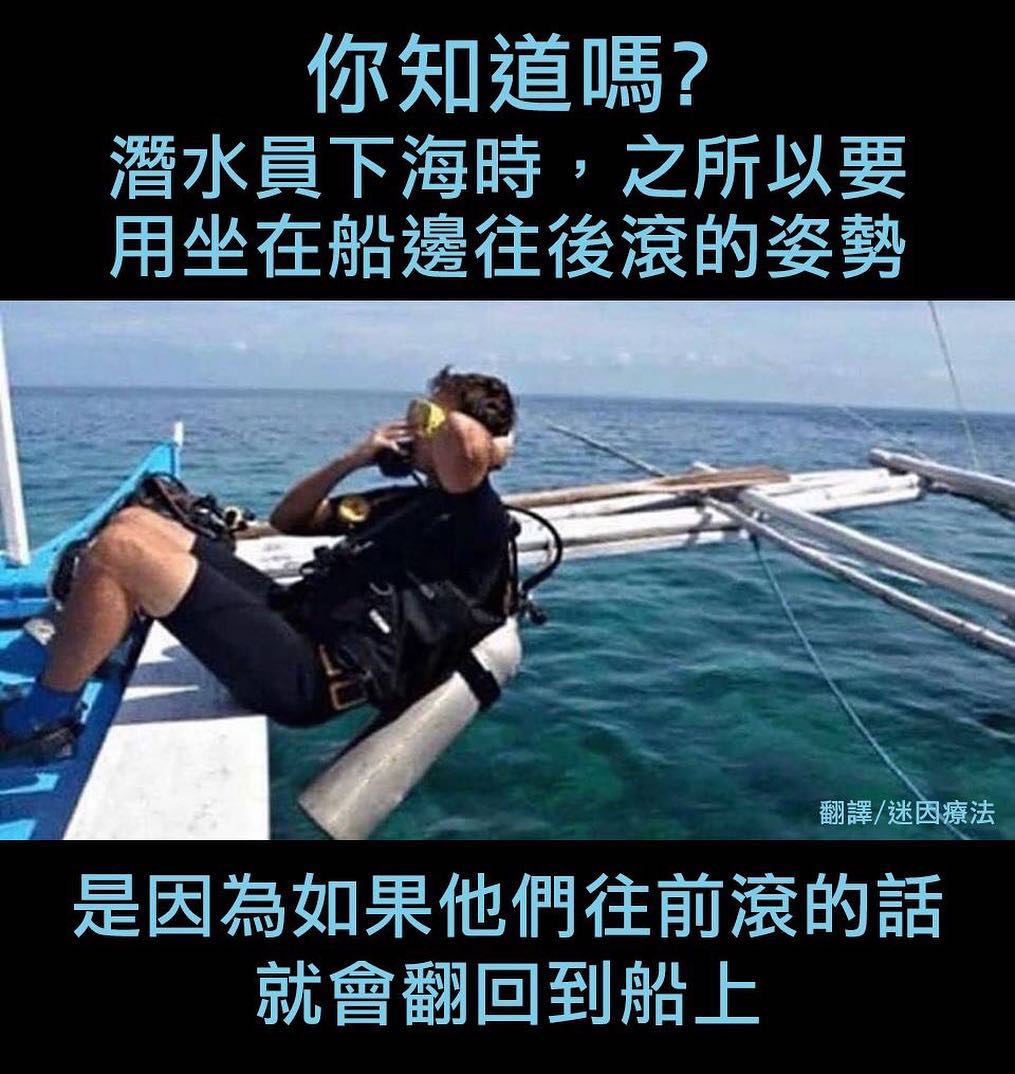 你知道嗎?
潛水員下海時，之所以要
用坐在船邊往後滾的姿勢
翻譯/迷因療法
是因為如果他們往前滾的話
就會翻回到船上